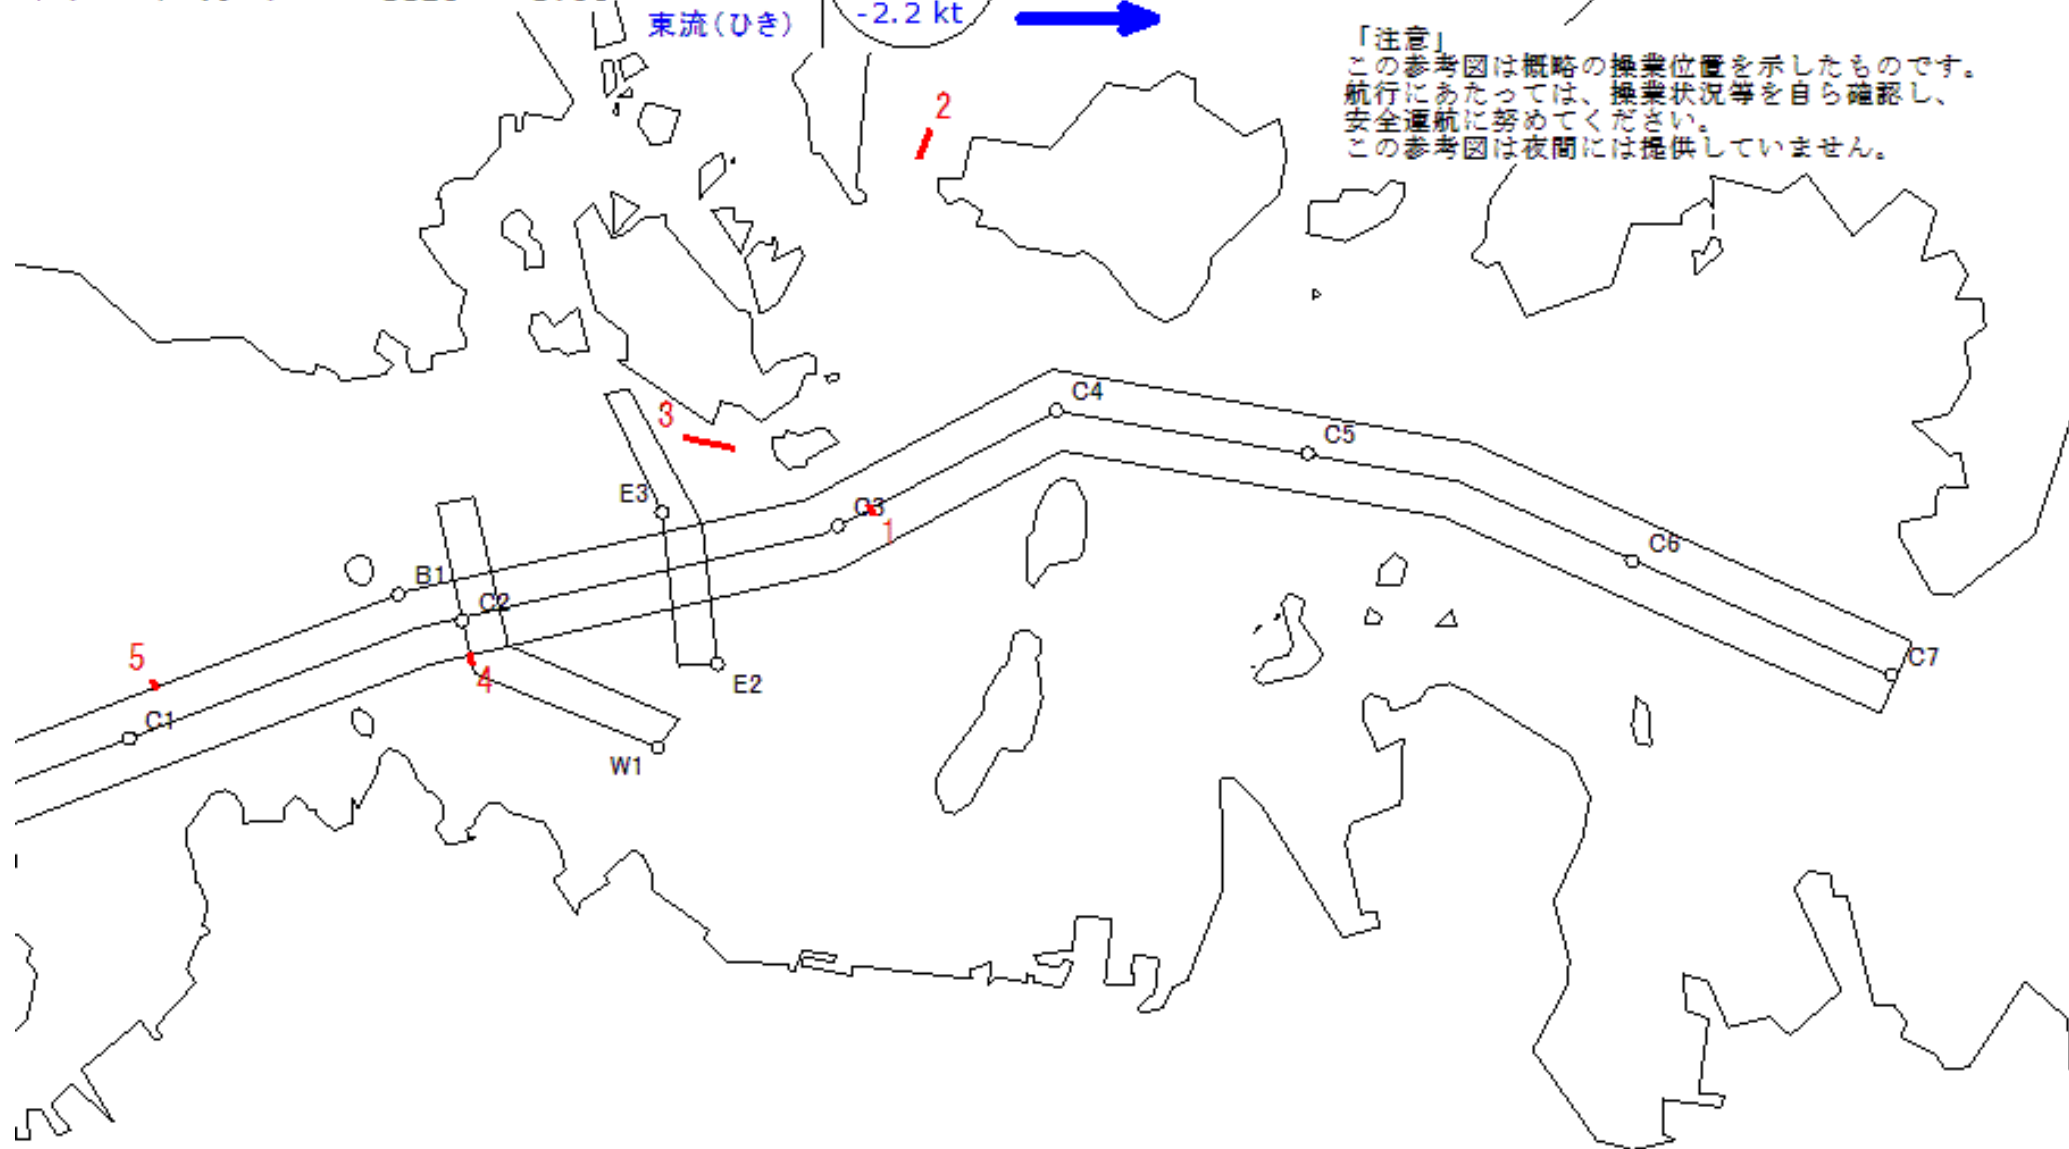 東流(ひき)
-2.2 kt
「注意」
この参考図は概略の操業位置を示したものです。
航行にあたっては、操業状況等を自ら確認し、
安全運航に努めてください。
この参考図は夜間には提供していません。
2
C4
3
C5
E3
C3
1
C6
B1
C2
5
4
E2
C7
C1
W1